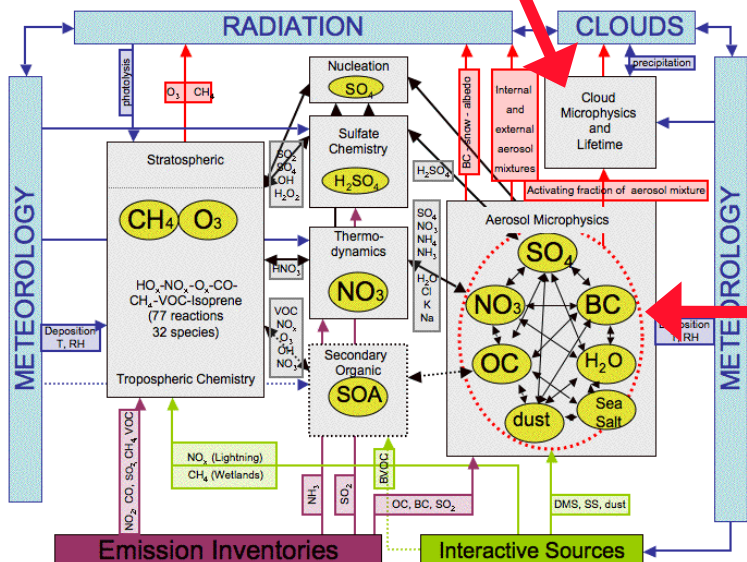 RADIATION
CLOUDS
METEOROLOGY
METEOROLOGY
photolysis
O3 CH4
Nucleation
SO4
BC - snow - albedo
Internal
and
external
aerosol
mixtures
precipitation
Cloud
Microphysics
and
Lifetime
Stratospheric
CH4 O3
HOx-NOx-Ox-CO-
CH4-VOC-Isoprene
(77 reactions
32 species)
Tropospheric Chemistry
SO2
SO4
OH
H2O2
Sulfate
Chemistry
H2SO4
H2SO4
Activating fraction of aerosol mixture
HNO3
Thermo-
dynamics
NO3
SO4
NO3
NH4
NH3
H2O
Cl
K
Na
Aerosol Microphysics
SO4
NO3
BC
OC
H2O
dust
Sea
Salt
Deposition
T, RH
VOC
NOx
O3
OH
NO3
Secondary
Organic
SOA
NO2, CO, SO2, CH4, VOC
NOx (Lightning)
CH4 (Wetlands)
NH3
SO2
BVOC
OC, BC, SO2
DMS, SS, dust
Emission Inventories
Interactive Sources